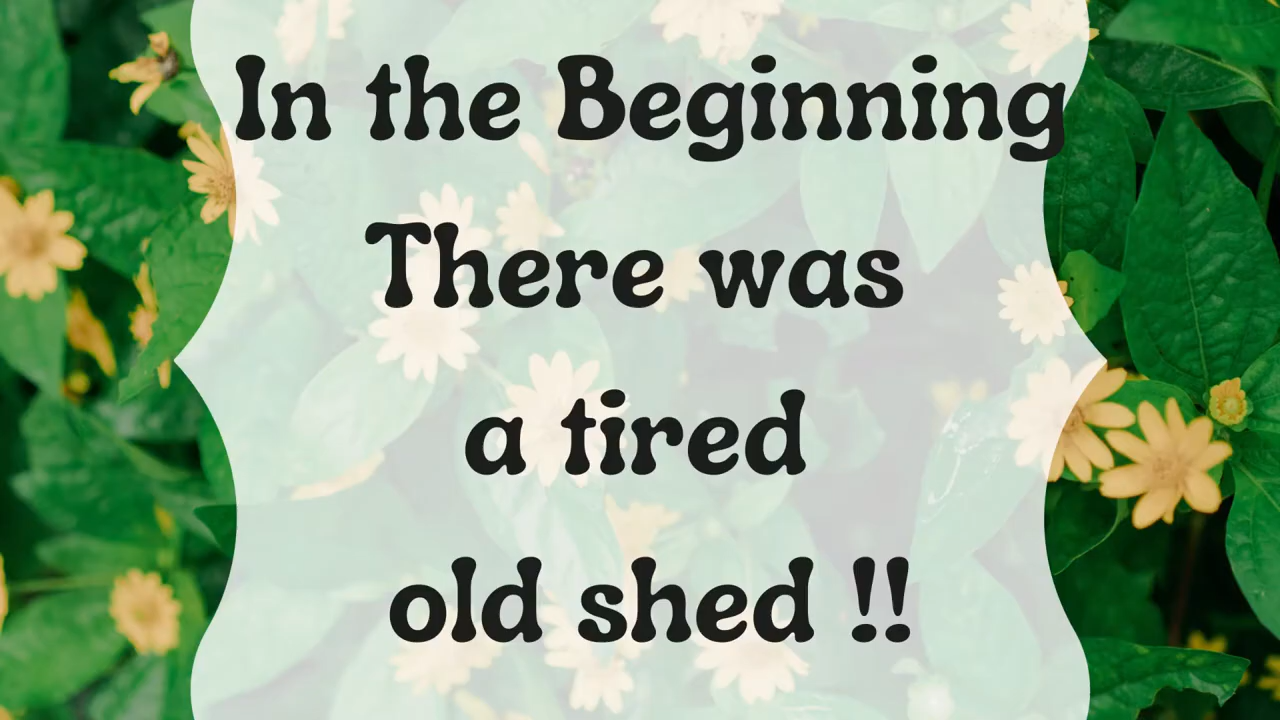 In the Beginning
There was
a tired
old shed !!